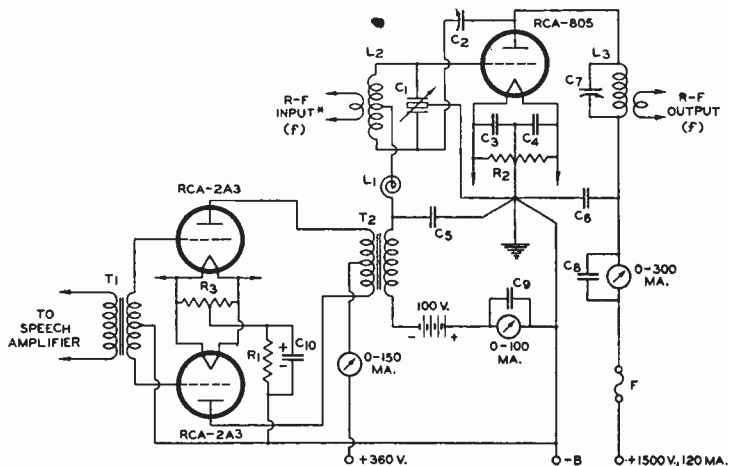 RCA-805
C2
L2
L3
C1
C7
R-F
INPUT*
(f)
*R-F
OUTPUT
(f)
C3
C4
R2
L1
RCA-2A3
T2
C5
C6
T1
R3
C8
0-300
MA.
TO
SPEECH
AMPLIFIER
100 V.
- +
C9
0-100
MA.
R1
+
-
C10
0-150
MA.
F
RCA-2A3
+360 V.
-B
+1500V., 120 MA.